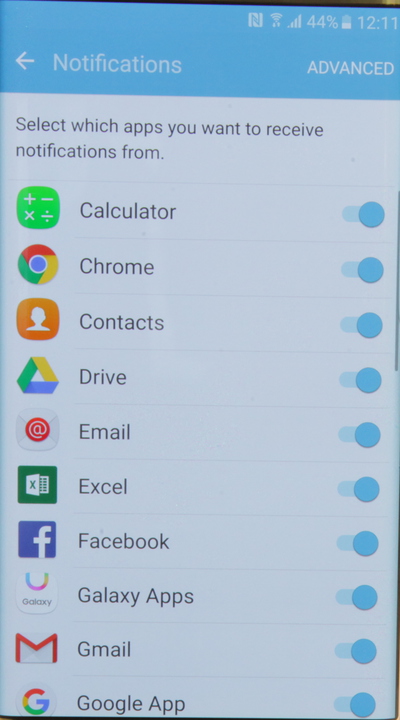 44% 12:11
Notifications ADVANCED
Select which apps you want to receive
notifications from.
Calculator
Chrome
Contacts
Drive
@ Email
X Excel
f Facebook
Galaxy Galaxy Apps
M Gmail
G Google App